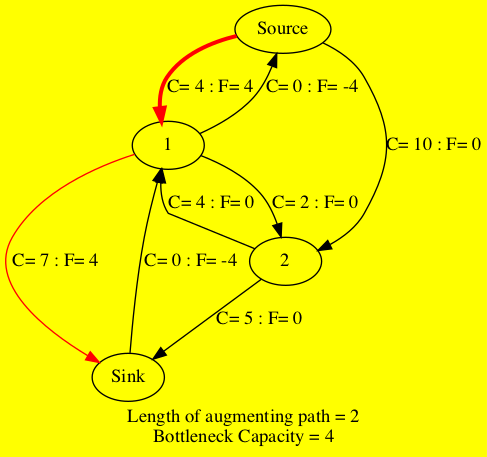 Source
C= 4 : F= 4
C= 0 : F= -4
1
C= 10 : F= 0
C= 4 : F= 0
C= 2 : F= 0
C= 7 : F= 4
C= 0 : F= -4
2
C= 5 : F= 0
Sink
Length of augmenting path = 2
Bottleneck Capacity = 4